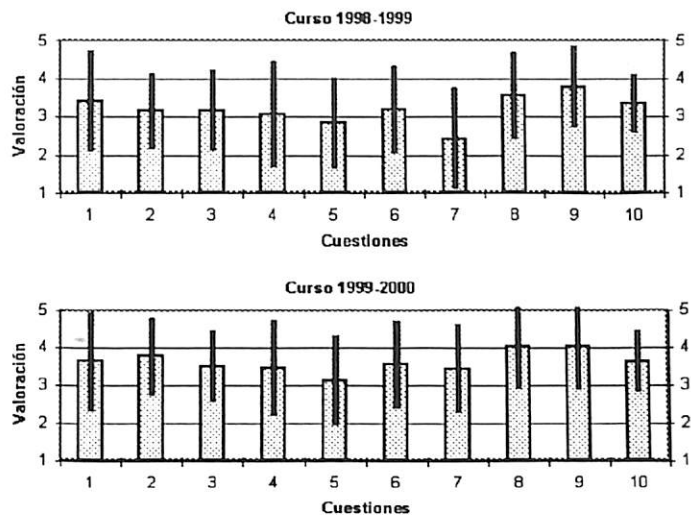 Curso 1998-1999
Valoración
5 5
4 4
3 3
2 2
1 1
1 2 3 4 5 6 7 8 9 10
Cuestiones
Curso 1999-2000
Valoración
5 5
4 4
3 3
2 2
1 1
1 2 3 4 5 6 7 8 9 10
Cuestiones